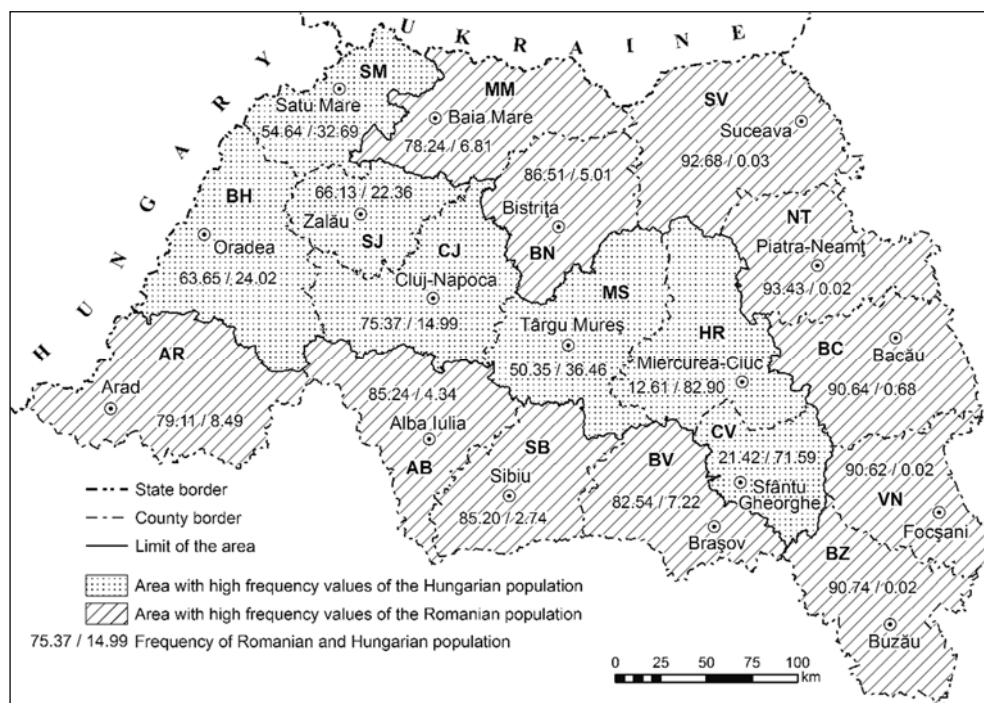 UKRAINE
HUNGARY
SM
Satu Mare
54.64 / 32.69
MM
Baia Mare
78.24 / 6.81
SV
Suceava
92.68 / 0.03
BH
Oradea
63.65 / 24.02
66.13 / 22.36
Zalău
SJ
CJ
Cluj-Napoca
75.37 / 14.99
86.51 / 5.01
Bistriţa
BN
NT
Piatra-Neamţ
93.43 / 0.02
MS
Târgu Mureş
50.35 / 36.46
HR
Miercurea-Ciuc
12.61 / 82.90
BC
Bacău
90.64 / 0.68
AR
Arad
79.11 / 8.49
85.24 / 4.34
Alba Iulia
AB
SB
Sibiu
85.20 / 2.74
BV
82.54 / 7.22
Braşov
CV
21.42 / 71.59
Sfântu
Gheorghe
90.62 / 0.02
VN
Focşani
BZ
90.74 / 0.02
Buzău
State border
County border
Limit of the area
Area with high frequency values of the Hungarian population
Area with high frequency values of the Romanian population
75.37 / 14.99 Frequency of Romanian and Hungarian population
0 25 50 75 100
km